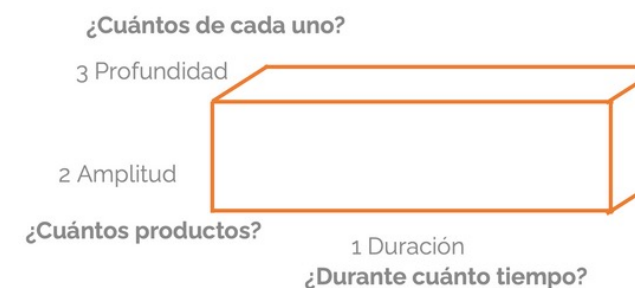 ¿Cuántos de cada uno?
3 Profundidad
2 Amplitud
¿Cuántos productos?
1 Duración
¿Durante cuánto tiempo?